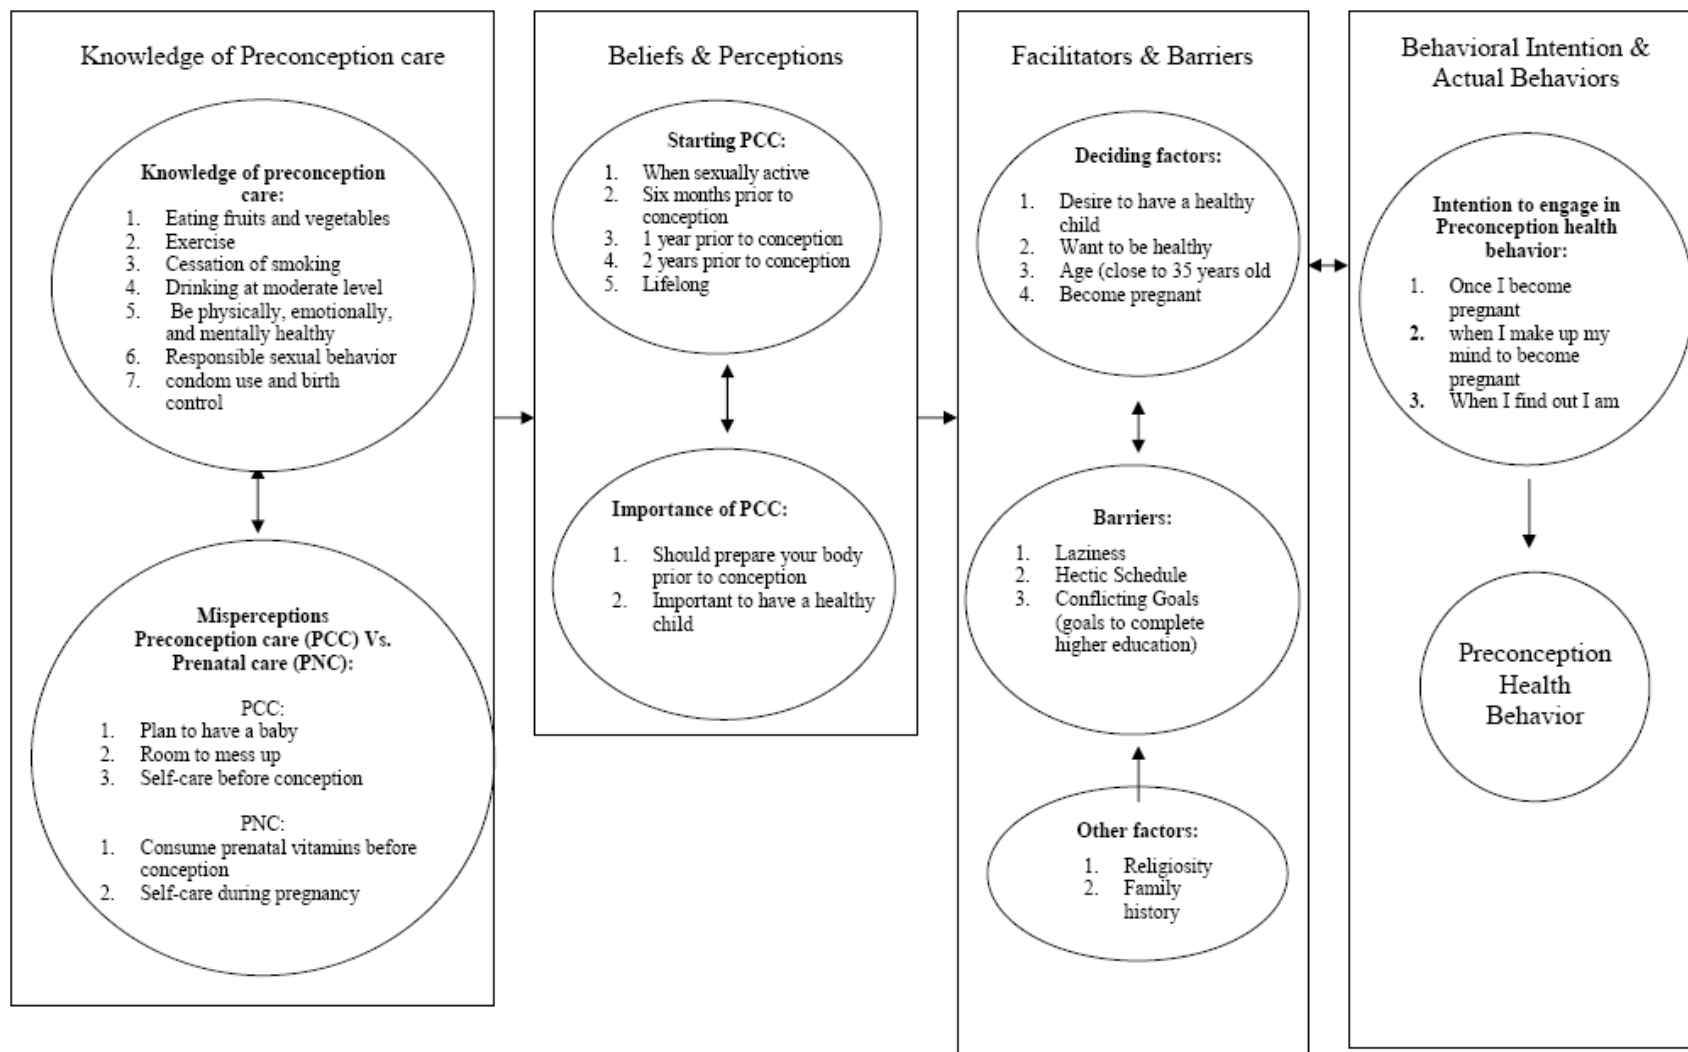 Knowledge of Preconception care
Knowledge of preconception
care:
1. Eating fruits and vegetables
2. Exercise
3. Cessation of smoking
4. Drinking at moderate level
5. Be physically, emotionally,
and mentally healthy
6. Responsible sexual behavior
7. condom use and birth
control
Misperceptions
Preconception care (PCC) Vs.
Prenatal care (PNC):
PCC:
1. Plan to have a baby
2. Room to mess up
3. Self-care before conception
PNC:
1. Consume prenatal vitamins before
conception
2. Self-care during pregnancy
Beliefs & Perceptions
Starting PCC:
1. When sexually active
2. Six months prior to
conception
3. 1 year prior to conception
4. 2 years prior to conception
5. Lifelong
Importance of PCC:
1. Should prepare your body
prior to conception
2. Important to have a healthy
child
Facilitators & Barriers
Deciding factors:
1. Desire to have a healthy
child
2. Want to be healthy
3. Age (close to 35 years old
4. Become pregnant
Barriers:
1. Laziness
2. Hectic Schedule
3. Conflicting Goals
(goals to complete
higher education)
Other factors:
1. Religiosity
2. Family
history
Behavioral Intention &
Actual Behaviors
Intention to engage in
Preconception health
behavior:
1. Once I become
pregnant
2. when I make up my
mind to become
pregnant
3. When I find out I am
Preconception
Health
Behavior